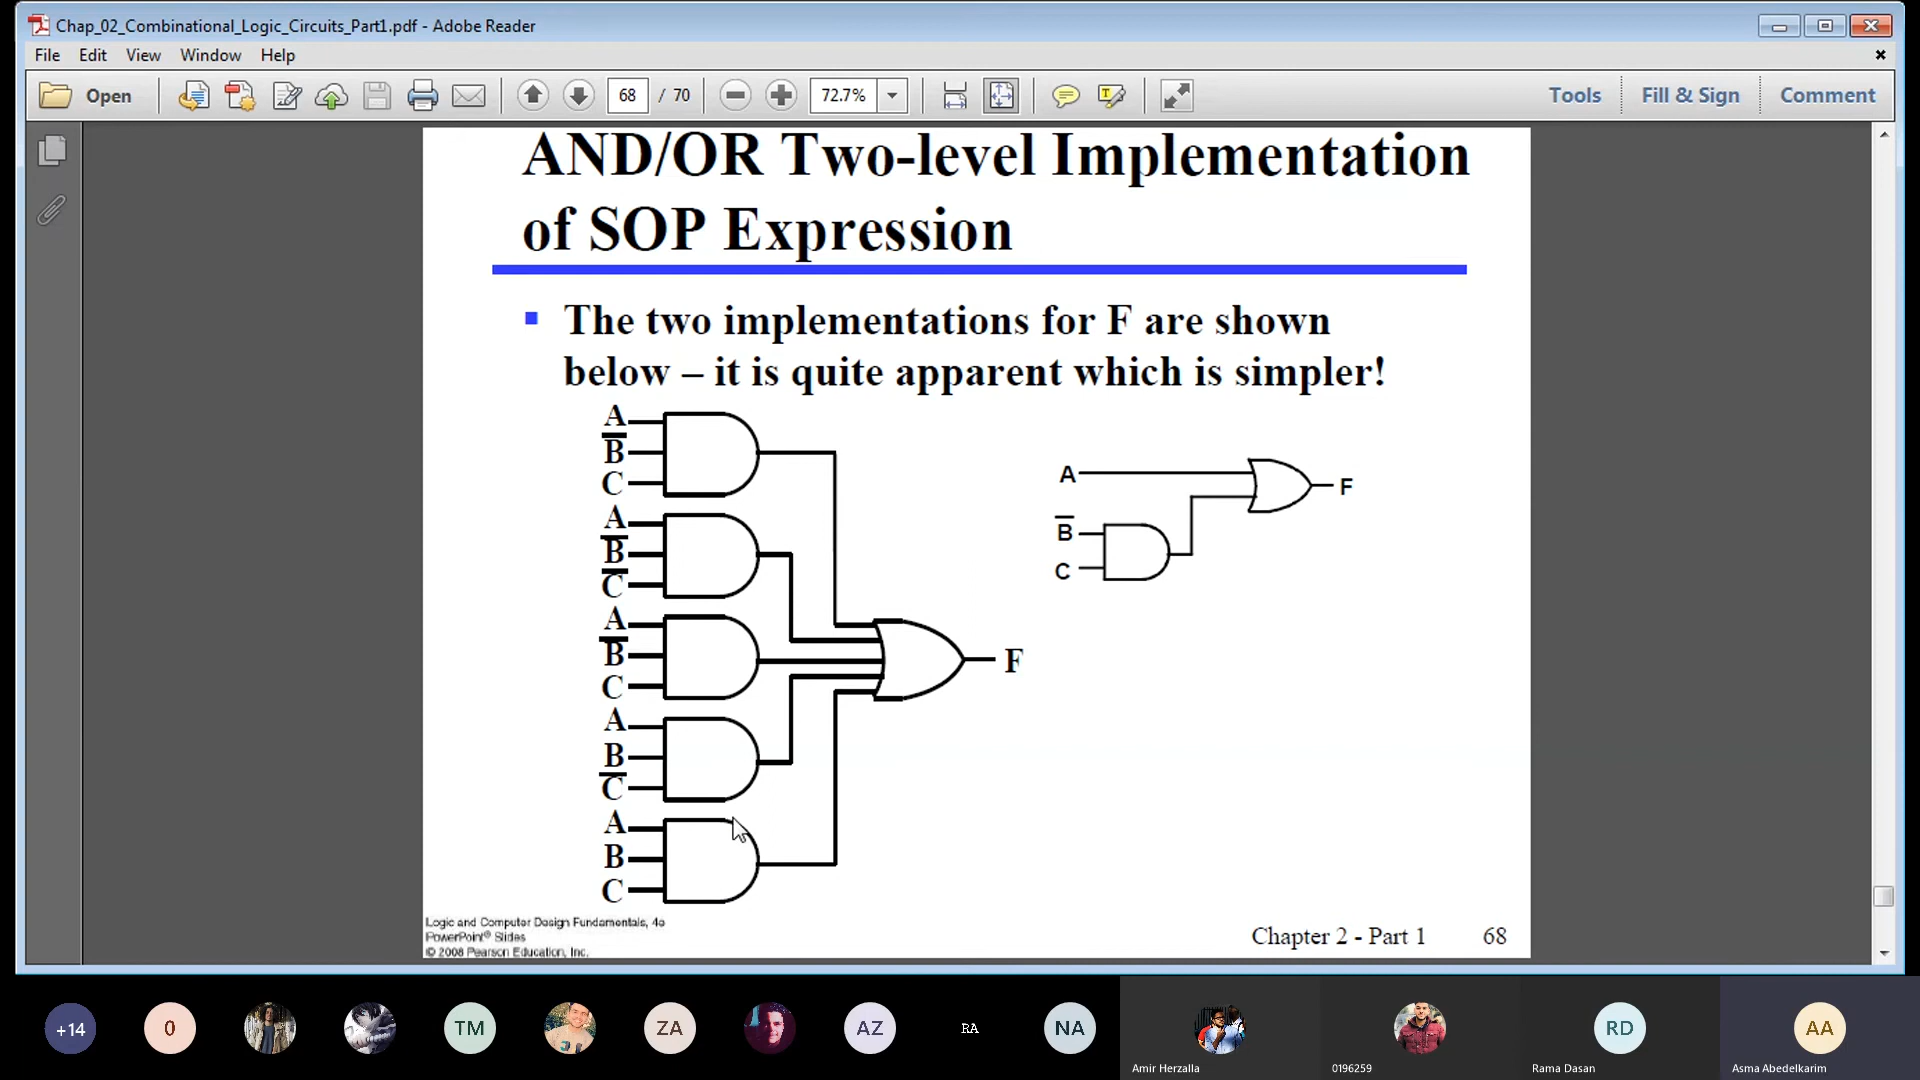 Chap_02_Combinational_Logic_Circuits_Part1.pdf - Adobe Reader
File Edit View Window Help
Open 68 / 70 72.7% Tools Fill & Sign Comment
AND/OR Two-level Implementation
of SOP Expression
The two implementations for F are shown
below – it is quite apparent which is simpler!
A
B̅
C
A
B̅
C̅
A
B̅
C
A
B
C̅
A
B
C
F
A
B̅
C
F
Logic and Computer Design Fundamentals, 4e
PowerPoint® Slides
© 2008 Pearson Education, Inc.
Chapter 2 - Part 1 68
+14 0 TM ZA AZ RA NA RD AA
Amir Herzalla 0196259 Rama Dasan Asma Abedelkarim